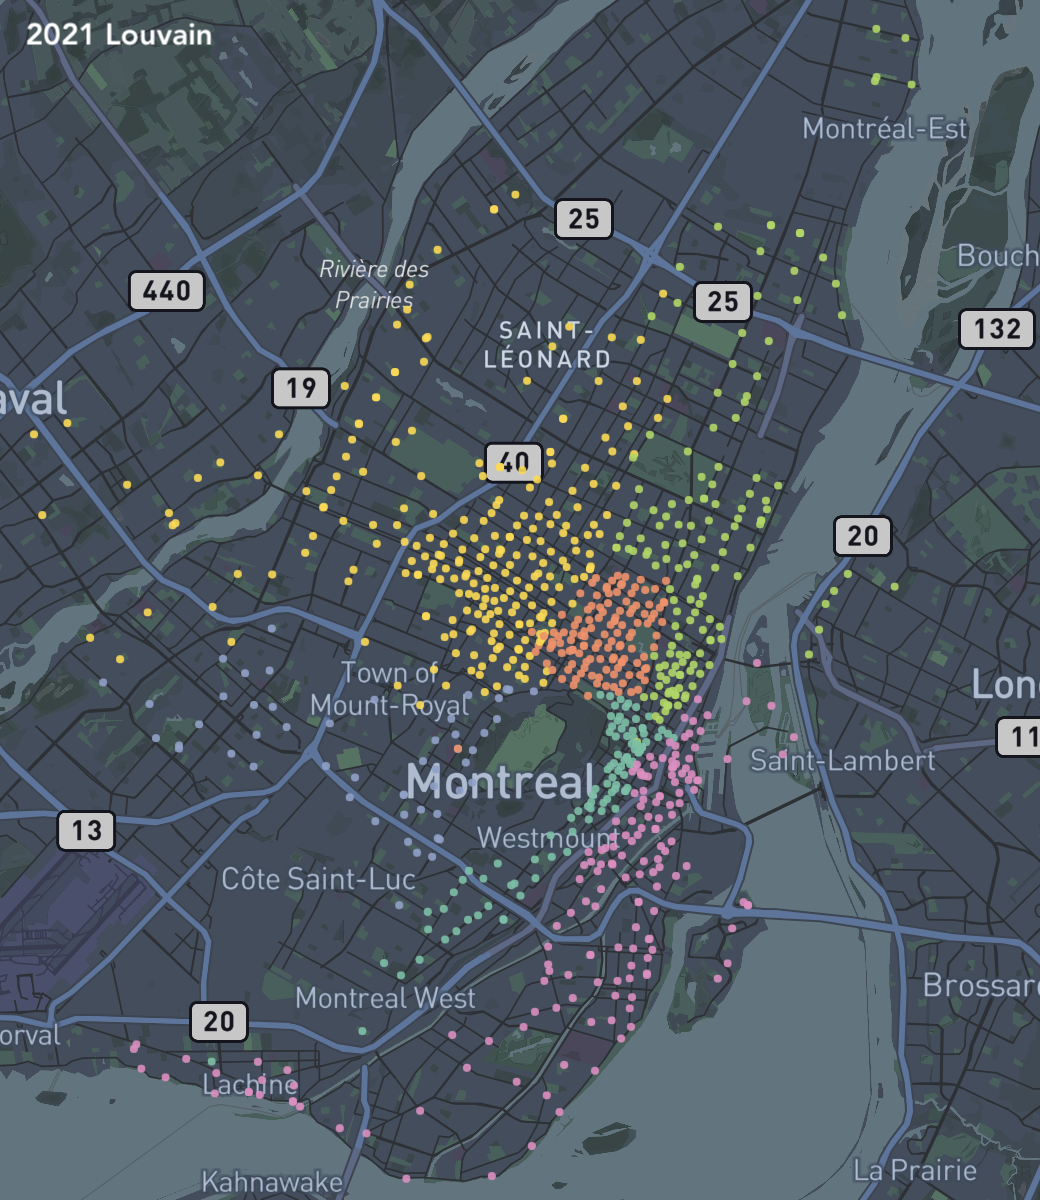 2021 Louvain
Montréal-Est
25
Bouch
Rivière des
Prairies
440
25
SAINT-
LÉONARD
132
19
aval
40
20
Town of
Mount-Royal
Lon
11
Saint-Lambert
Montreal
13
Westmount
Côte Saint-Luc
Brossard
Montreal West
20
orval
Lachine
La Prairie
Kahnawake